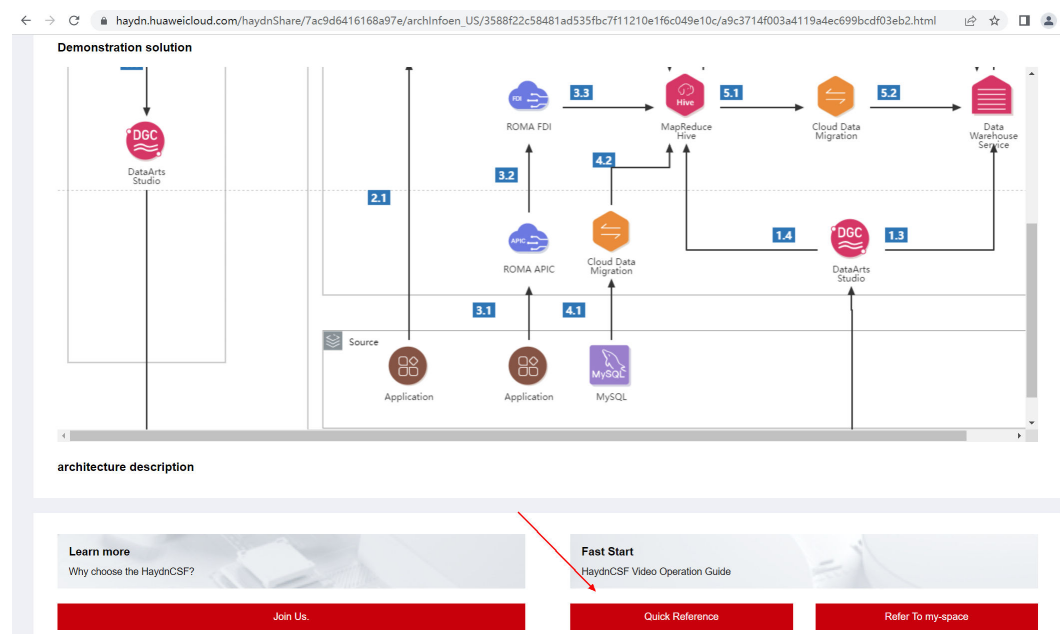 haydn.huaweicloud.com/haydnShare/7ac9d6416168a97e/archInfoen_US/3588f22c58481ad535fbc7f11210e1f6c049e10c/a9c3714f003a4119a4ec699bcdf03eb2.html
Demonstration solution
DGC
DataArts
Studio
2.1
FDI
ROMA FDI
3.3
Hive
MapReduce
Hive
5.1
Cloud Data
Migration
5.2
Data
Warehouse
Service
3.2
4.2
APIC
ROMA APIC
Cloud Data
Migration
1.4
DGC
DataArts
Studio
1.3
3.1
4.1
Source
Application
Application
MySQL
MySQL
architecture description
Learn more
Why choose the HaydnCSF?
Join Us.
Fast Start
HaydnCSF Video Operation Guide
Quick Reference
Refer To my-space